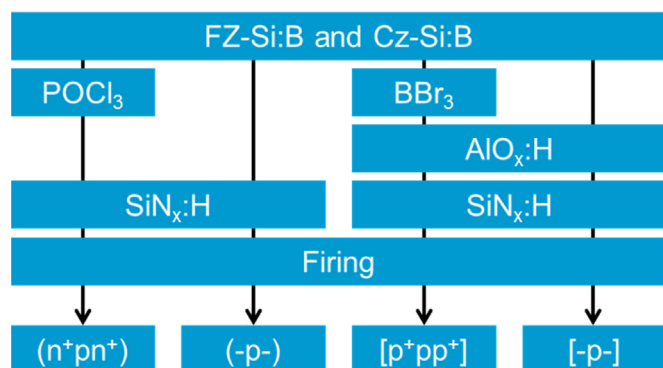 FZ-Si:B and Cz-Si:B
POCl₃
BBr₃
AlOₓ:H
SiNₓ:H
SiNₓ:H
Firing
(n⁺pn⁺)
(-p-)
[p⁺pp⁺]
[-p-]